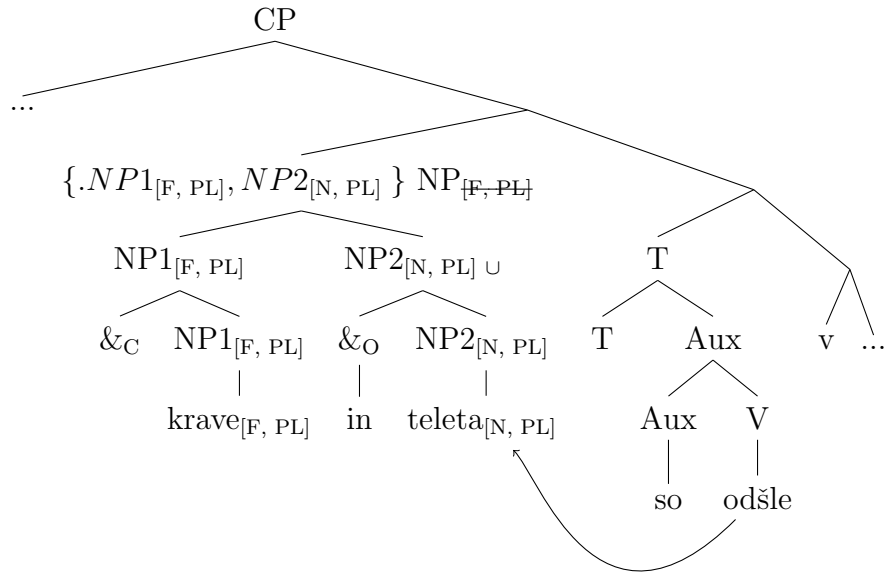 CP
...
{.NP1[F, PL], NP2[N, PL] } NP[F, PL]
NP1[F, PL] NP2[N, PL] ∪ T
&C NP1[F, PL] &O NP2[N, PL] T Aux v ...
krave[F, PL] in teleta[N, PL] Aux V
so odšle